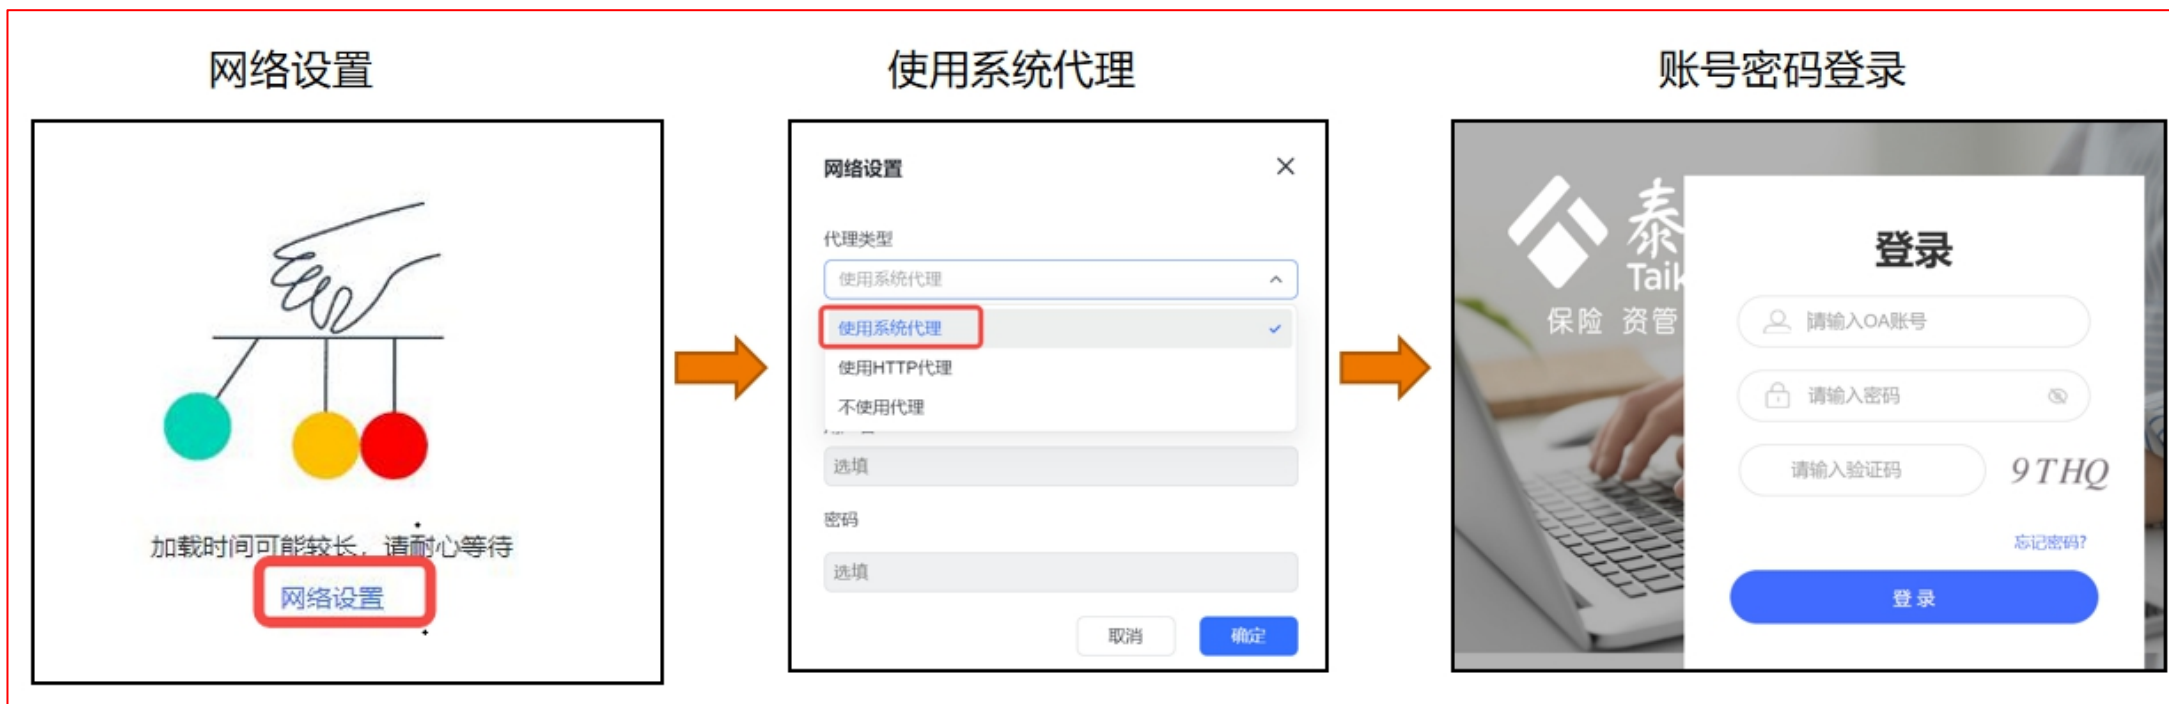 网络设置
使用系统代理
账号密码登录
加载时间可能较长，请耐心等待
网络设置
网络设置
代理类型
使用系统代理
使用系统代理
使用HTTP代理
不使用代理
选填
密码
选填
取消
确定
泰
Taik
保险 资管
登录
请输入OA账号
请输入密码
请输入验证码
9THQ
忘记密码?
登录